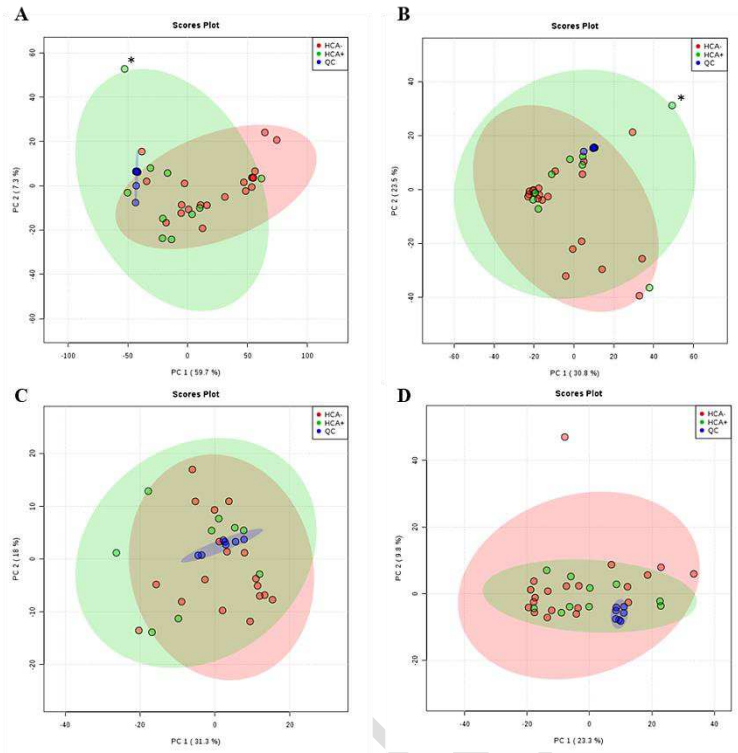 A
Scores Plot
HCA-
HCA+
QC
*
PC 2 ( 7.3 %)
60
40
20
0
-20
-40
-60
-100
-50
0
50
100
PC 1 ( 59.7 %)
B
Scores Plot
HCA-
HCA+
QC
*
PC 2 ( 23.5 %)
40
20
0
-20
-40
-60
-40
-20
0
20
40
60
PC 1 ( 30.8 %)
C
Scores Plot
HCA-
HCA+
QC
PC 2 ( 18 %)
20
10
0
-10
-20
-40
-20
0
20
PC 1 ( 31.3 %)
D
Scores Plot
HCA-
HCA+
QC
PC 2 ( 9.8 %)
40
20
0
-20
-40
-20
0
20
40
PC 1 ( 23.3 %)